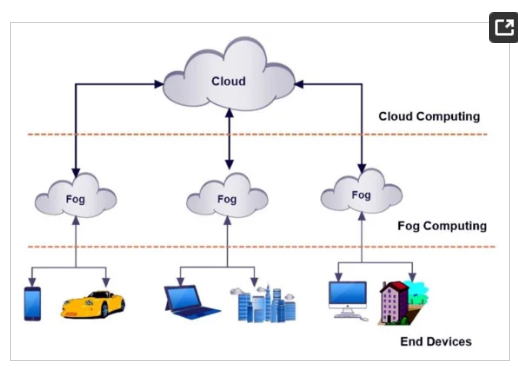 Cloud
Cloud Computing
Fog
Fog
Fog
Fog Computing
End Devices